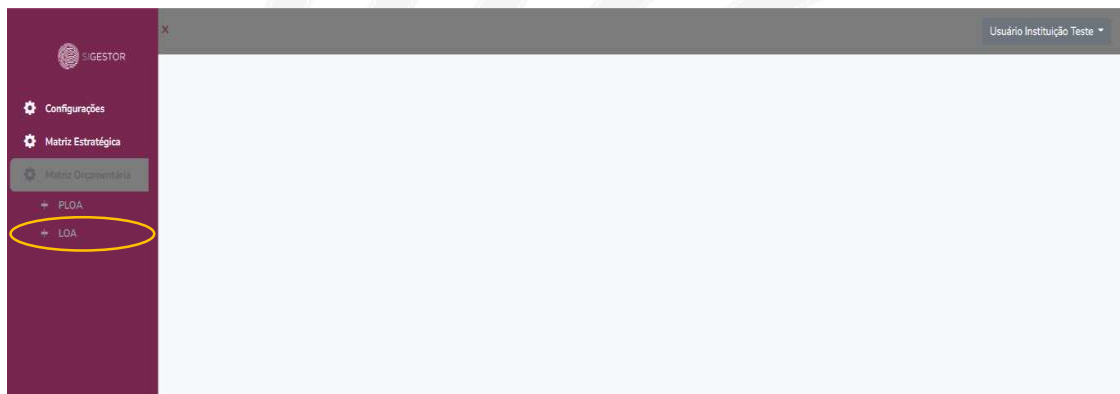 X
Usuário Instituição Teste
SIGESTOR
Configurações
Matriz Estratégica
Matriz Orçamentária
PLOA
LOA